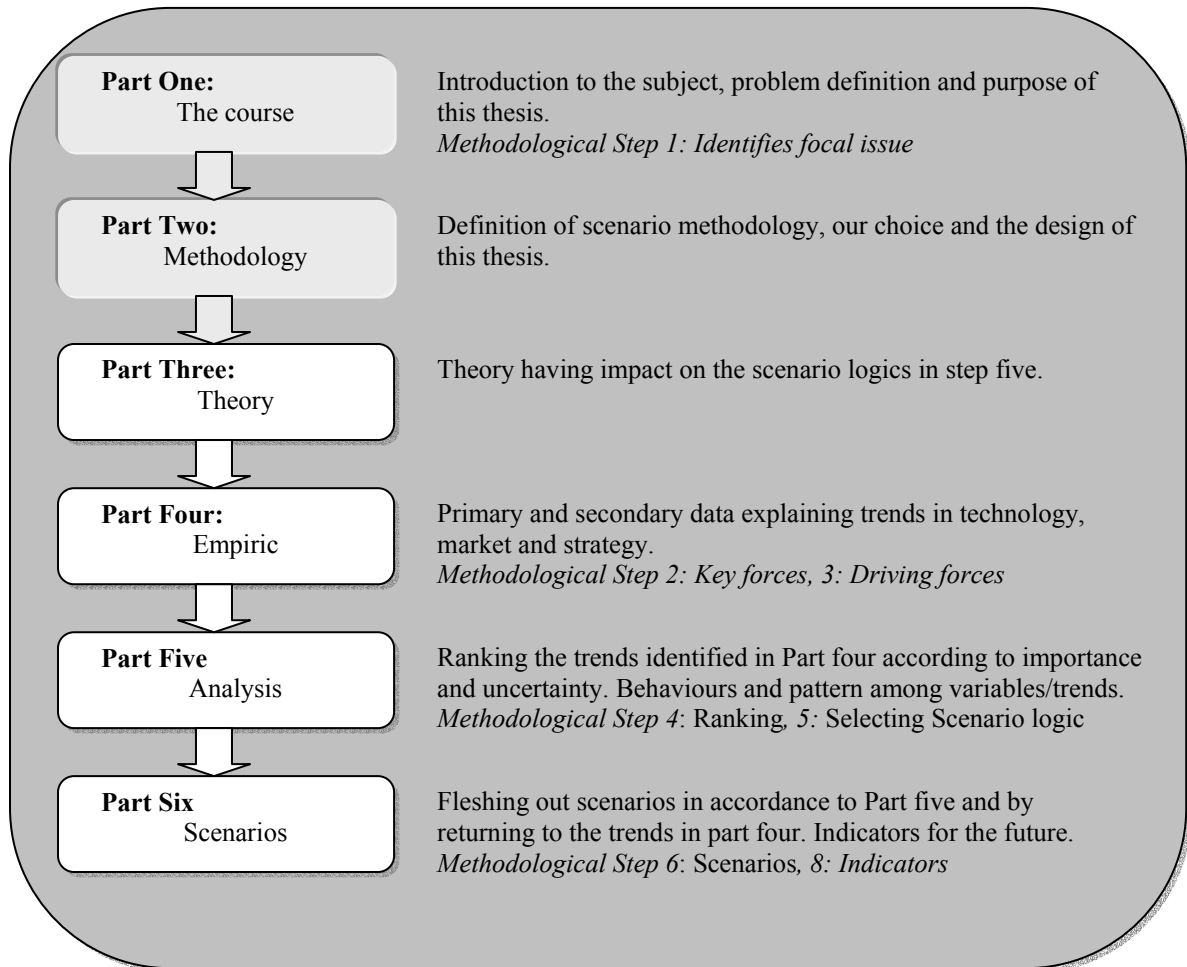 Part One:
The course
Introduction to the subject, problem definition and purpose of
this thesis.
Methodological Step 1: Identifies focal issue
Part Two:
Methodology
Definition of scenario methodology, our choice and the design of
this thesis.
Part Three:
Theory
Theory having impact on the scenario logics in step five.
Part Four:
Empiric
Primary and secondary data explaining trends in technology,
market and strategy.
Methodological Step 2: Key forces, 3: Driving forces
Part Five
Analysis
Ranking the trends identified in Part four according to importance
and uncertainty. Behaviours and pattern among variables/trends.
Methodological Step 4: Ranking, 5: Selecting Scenario logic
Part Six
Scenarios
Fleshing out scenarios in accordance to Part five and by
returning to the trends in part four. Indicators for the future.
Methodological Step 6: Scenarios, 8: Indicators